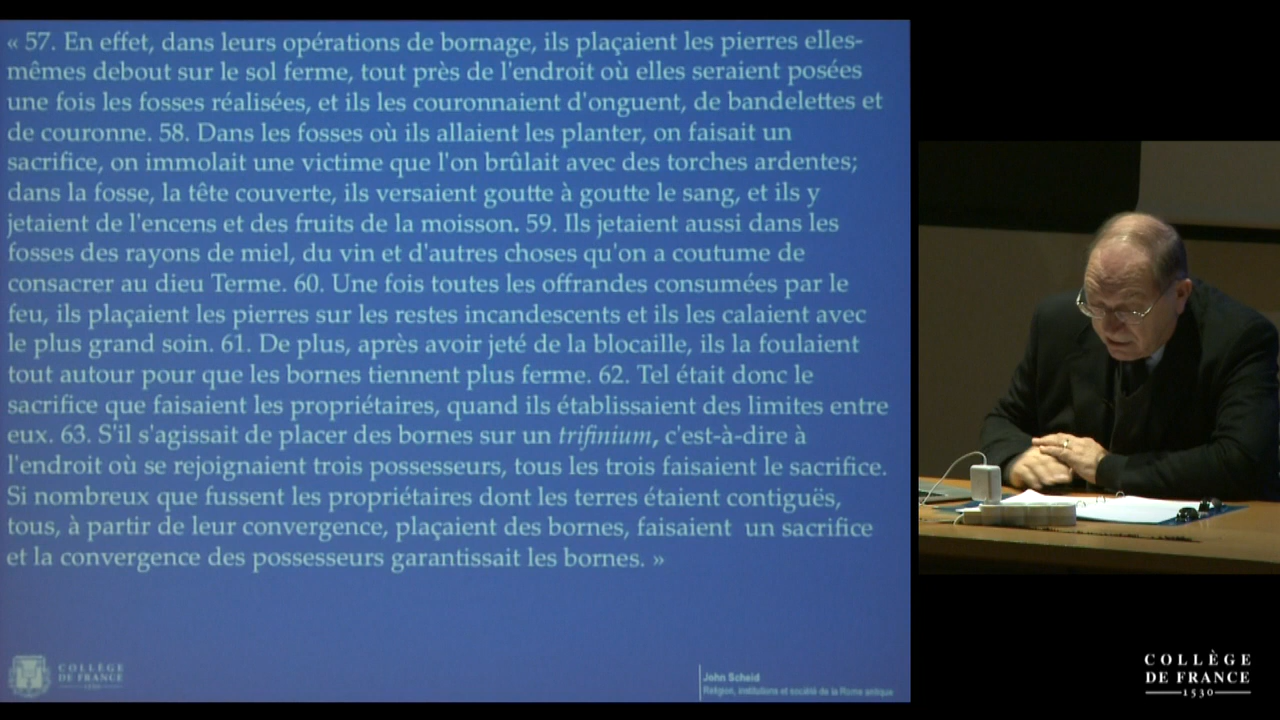 « 57. En effet, dans leurs opérations de bornage, ils plaçaient les pierres elles-
mêmes debout sur le sol ferme, tout près de l'endroit où elles seraient posées
une fois les fosses réalisées, et ils les couronnaient d'onguent, de bandelettes et
de couronne. 58. Dans les fosses où ils allaient les planter, on faisait un
sacrifice, on immolait une victime que l'on brûlait avec des torches ardentes;
dans la fosse, la tête couverte, ils versaient goutte à goutte le sang, et ils y
jetaient de l'encens et des fruits de la moisson. 59. Ils jetaient aussi dans les
fosses des rayons de miel, du vin et d'autres choses qu'on a coutume de
consacrer au dieu Terme. 60. Une fois toutes les offrandes consumées par le
feu, ils plaçaient les pierres sur les restes incandescents et ils les calaient avec
le plus grand soin. 61. De plus, après avoir jeté de la blocaille, ils la foulaient
tout autour pour que les bornes tiennent plus ferme. 62. Tel était donc le
sacrifice que faisaient les propriétaires, quand ils établissaient des limites entre
eux. 63. S'il s'agissait de placer des bornes sur un trifinium, c'est-à-dire à
l'endroit où se rejoignaient trois possesseurs, tous les trois faisaient le sacrifice.
Si nombreux que fussent les propriétaires dont les terres étaient contiguës,
tous, à partir de leur convergence, plaçaient des bornes, faisaient un sacrifice
et la convergence des possesseurs garantissait les bornes. »
COLLÈGE
DE FRANCE
1530
John Scheid
Religion, institutions et société de la Rome antique
COLLÈGE
DE FRANCE
1530